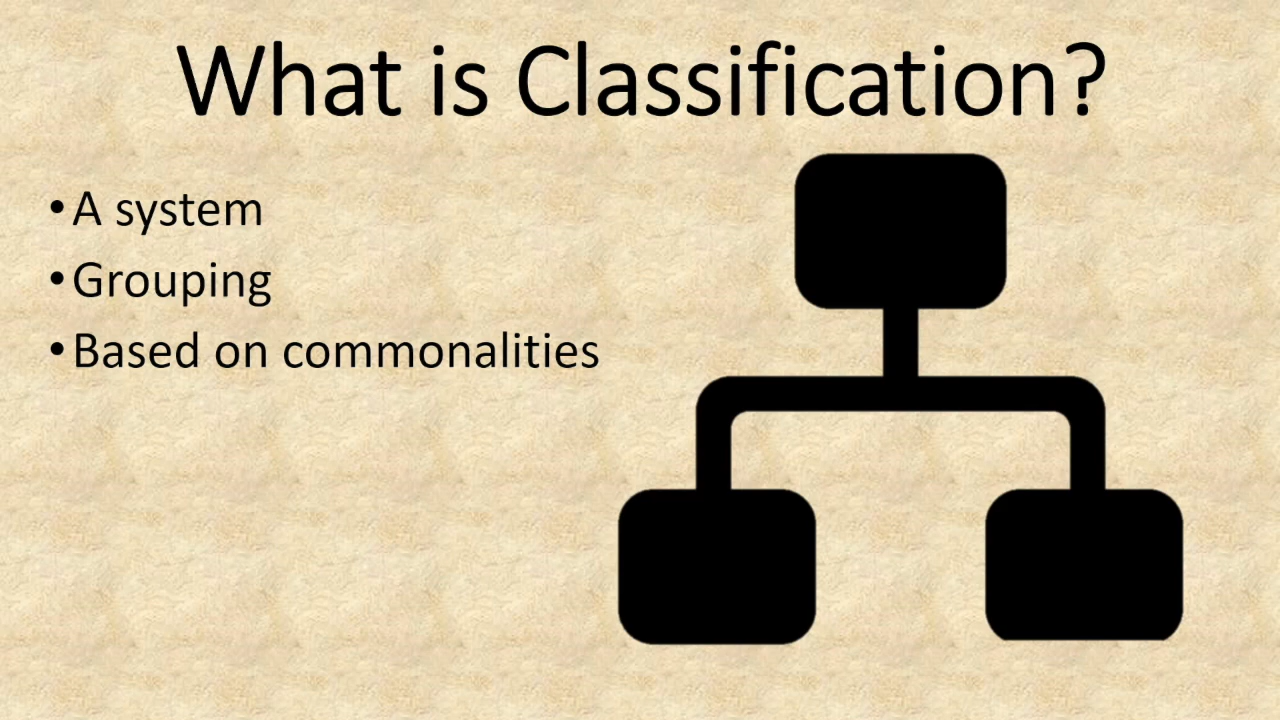 What is Classification?
•A system
•Grouping
•Based on commonalities